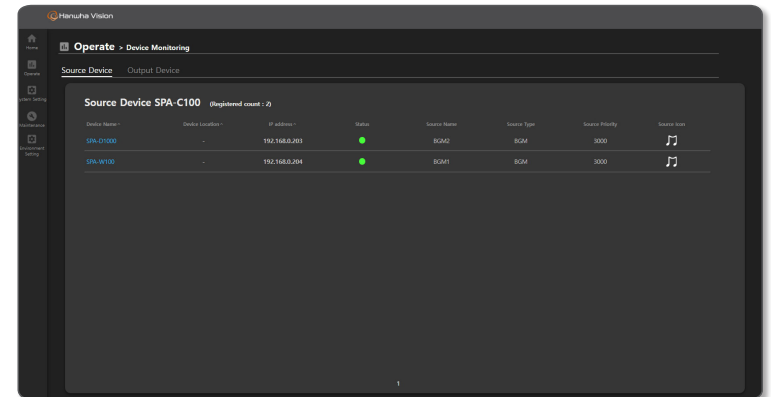 Hanwha Vision
Home
Operate
System Setting
Maintenance
Environment
Setting
Operate > Device Monitoring
Source Device Output Device
Source Device SPA-C100 (Registered count : 2)
Device Name Device Location IP address Status Source Name Source Type Source Priority Source Icon
SPA-D1000 - 192.168.0.203 BGM2 BGM 3000
SPA-W100 - 192.168.0.204 BGM1 BGM 3000
1